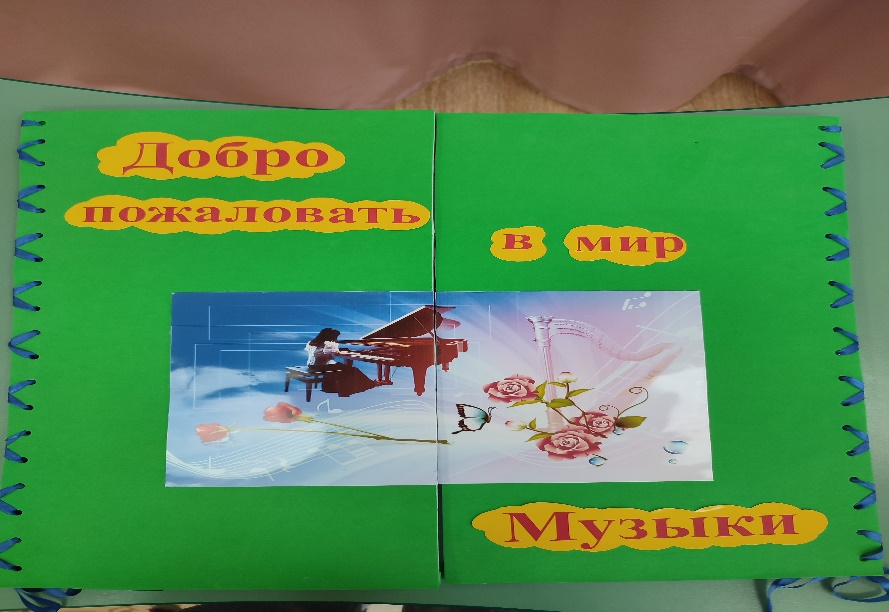 Добро
пожаловать
в мир
Музыки